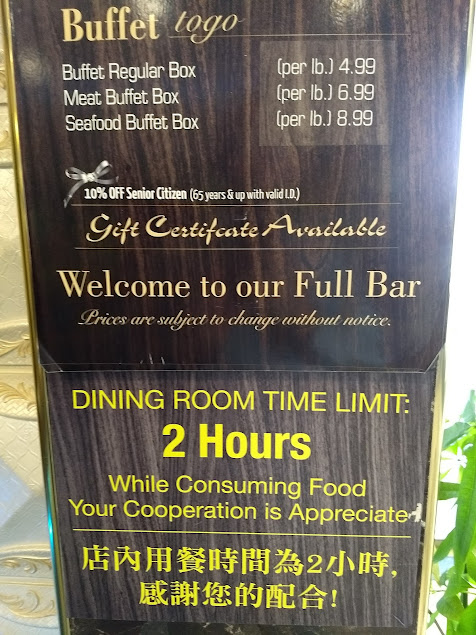 Buffet togo
Buffet Regular Box (per lb.) 4.99
Meat Buffet Box (per lb.) 6.99
Seafood Buffet Box (per lb.) 8.99
10% OFF Senior Citizen (65 years & up with valid I.D.)
Gift Certifcate Available
Welcome to our Full Bar
Prices are subject to change without notice.
DINING ROOM TIME LIMIT:
2 Hours
While Consuming Food
Your Cooperation is Appreciate
店內用餐時間為2小時,
感謝您的配合!